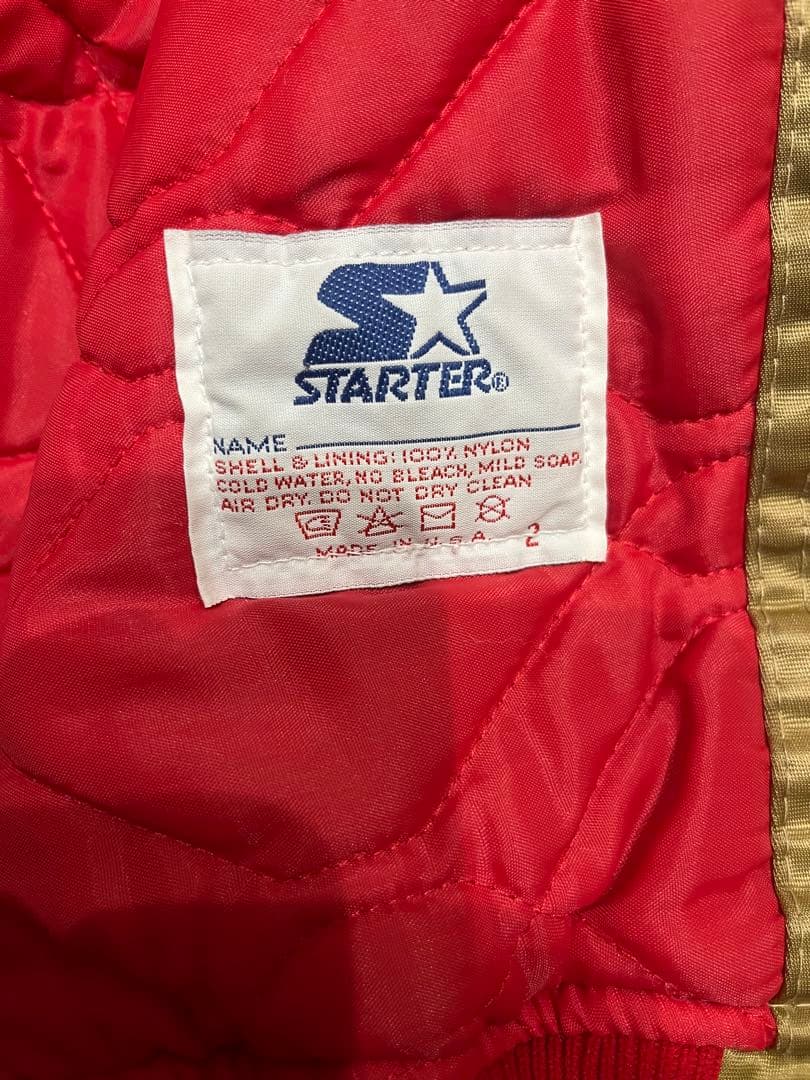 STARTER®
NAME
SHELL & LINING: 100% NYLON
COLD WATER, NO BLEACH, MILD SOAP.
AIR DRY. DO NOT DRY CLEAN
MADE IN U.S.A. 2